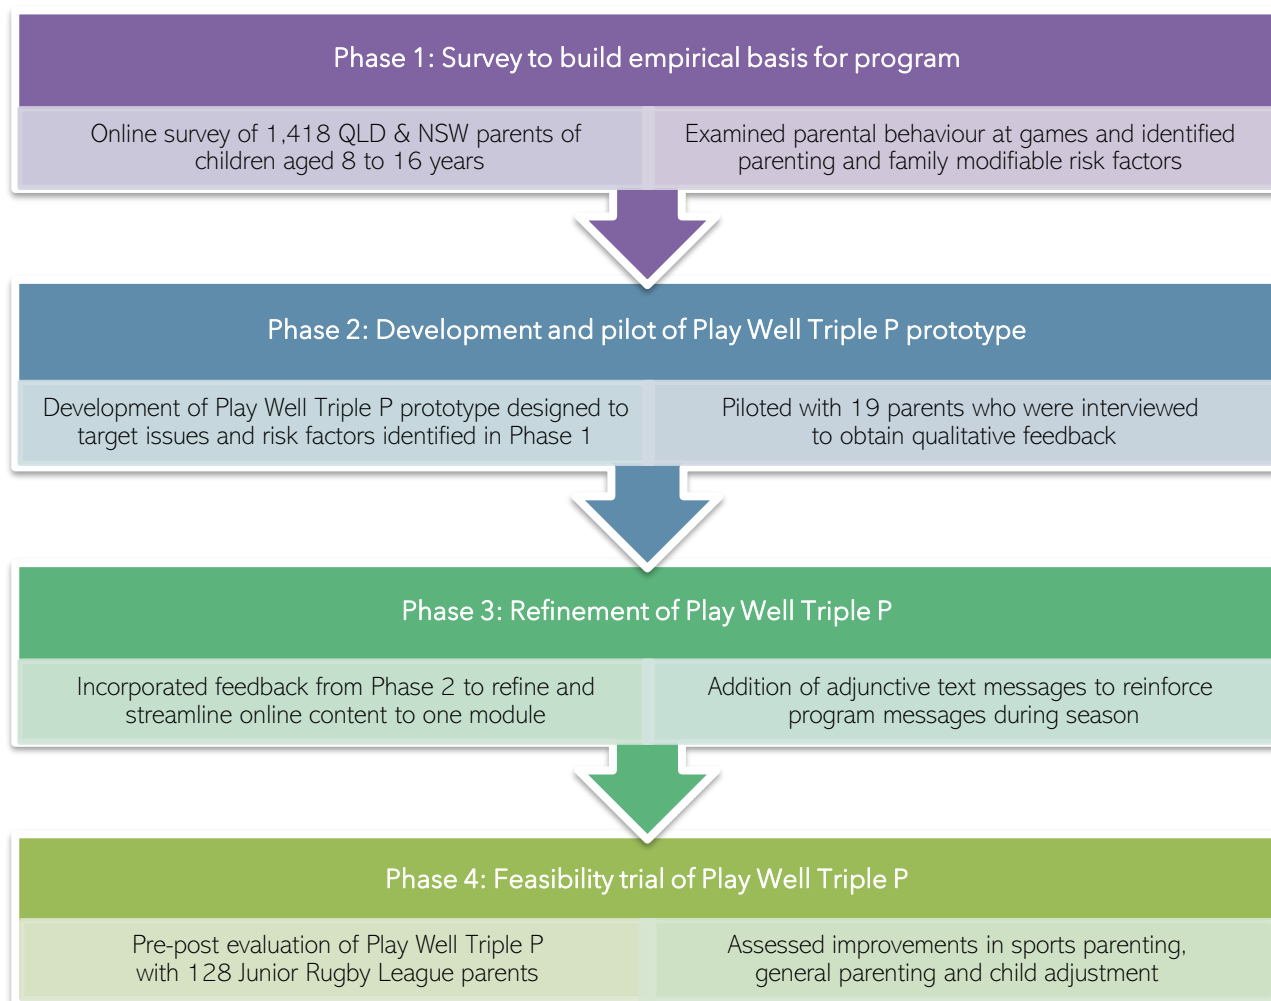 Phase 1: Survey to build empirical basis for program
Online survey of 1,418 QLD & NSW parents of
children aged 8 to 16 years
Examined parental behaviour at games and identified
parenting and family modifiable risk factors
Phase 2: Development and pilot of Play Well Triple P prototype
Development of Play Well Triple P prototype designed to
target issues and risk factors identified in Phase 1
Piloted with 19 parents who were interviewed
to obtain qualitative feedback
Phase 3: Refinement of Play Well Triple P
Incorporated feedback from Phase 2 to refine and
streamline online content to one module
Addition of adjunctive text messages to reinforce
program messages during season
Phase 4: Feasibility trial of Play Well Triple P
Pre-post evaluation of Play Well Triple P
with 128 Junior Rugby League parents
Assessed improvements in sports parenting,
general parenting and child adjustment